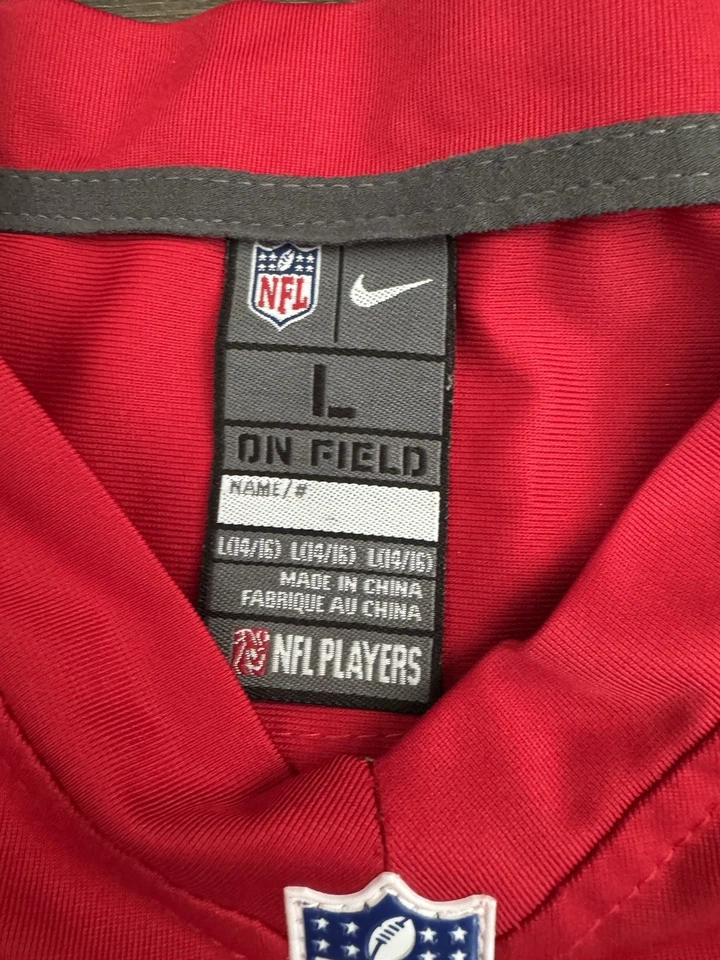 NFL
L
ON FIELD
NAME/#
L(14/16) L(14/16) L(14/16)
MADE IN CHINA
FABRIQUE AU CHINA
NFL PLAYERS